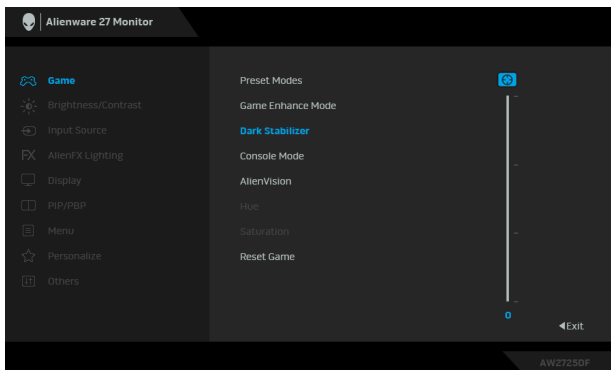 Alienware 27 Monitor
Game
Brightness/Contrast
Input Source
FX AlienFX Lighting
Display
PIP/PBP
Menu
Personalize
Others
Preset Modes
Game Enhance Mode
Dark Stabilizer
Console Mode
AlienVision
Hue
Saturation
Reset Game
0
Exit
AW2725DF